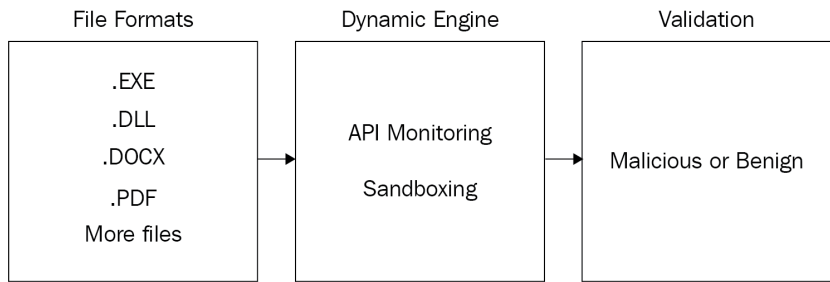 File Formats
.EXE
.DLL
.DOCX
.PDF
More files
Dynamic Engine
API Monitoring
Sandboxing
Validation
Malicious or Benign